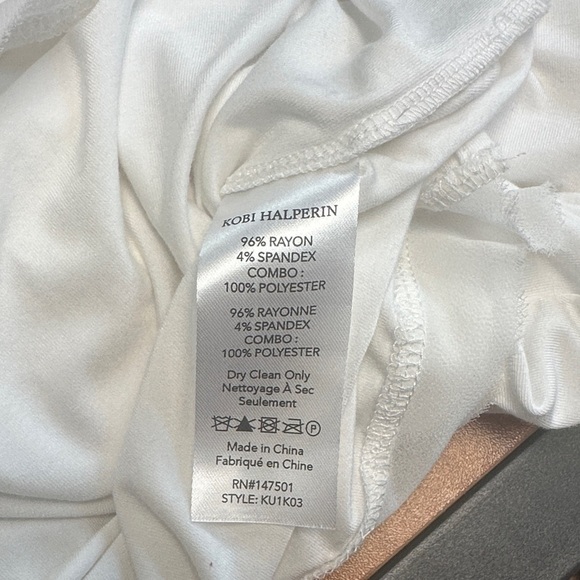 KOBI HALPERIN
96% RAYON
4% SPANDEX
COMBO :
100% POLYESTER
96% RAYONNE
4% SPANDEX
COMBO :
100% POLYESTER
Dry Clean Only
Nettoyage À Sec
Seulement
P
Made in China
Fabriqué en Chine
RN#147501
STYLE: KU1K03